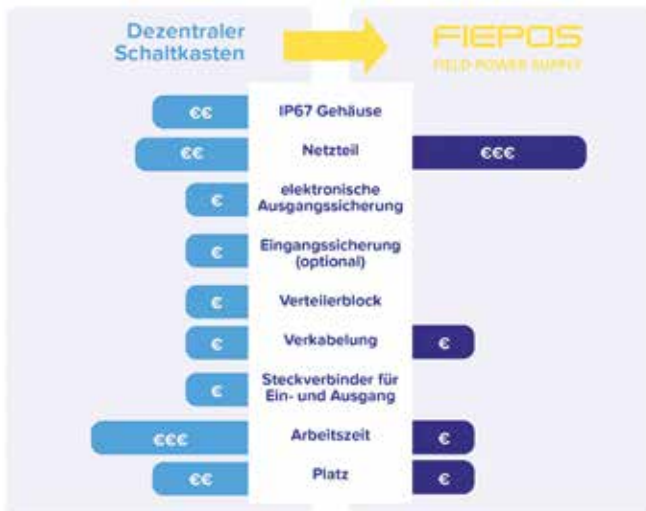 Dezentraler
Schaltkasten
FIEPOS
FIELD POWER SUPPLY
€€ IP67 Gehäuse
€€ Netzteil €€€
elektronische
€ Ausgangssicherung
Eingangssicherung
€ (optional)
€ Verteilerblock
€ Verkabelung €
Steckverbinder für
€ Ein- und Ausgang
€€€ Arbeitszeit €
€€ Platz €